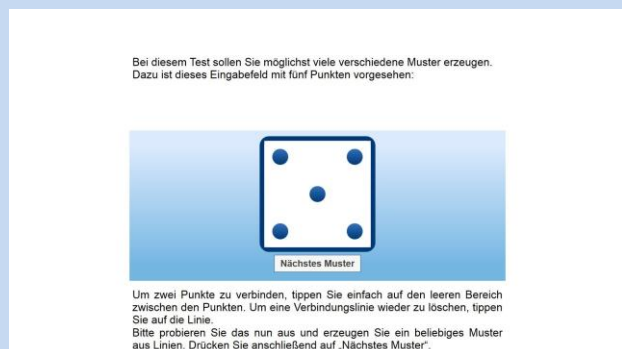 Bei diesem Test sollen Sie möglichst viele verschiedene Muster erzeugen.
Dazu ist dieses Eingabefeld mit fünf Punkten vorgesehen:
Nächstes Muster
Um zwei Punkte zu verbinden, tippen Sie einfach auf den leeren Bereich
zwischen den Punkten. Um eine Verbindungslinie wieder zu löschen, tippen
Sie auf die Linie.
Bitte probieren Sie das nun aus und erzeugen Sie ein beliebiges Muster
aus Linien. Drücken Sie anschließend auf „Nächstes Muster“.